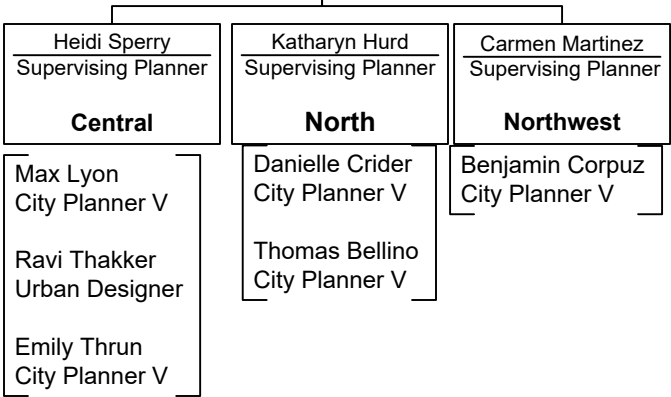 Heidi Sperry
Supervising Planner
Central
Max Lyon
City Planner V
Ravi Thakker
Urban Designer
Emily Thrun
City Planner V
Katharyn Hurd
Supervising Planner
North
Danielle Crider
City Planner V
Thomas Bellino
City Planner V
Carmen Martinez
Supervising Planner
Northwest
Benjamin Corpuz
City Planner V